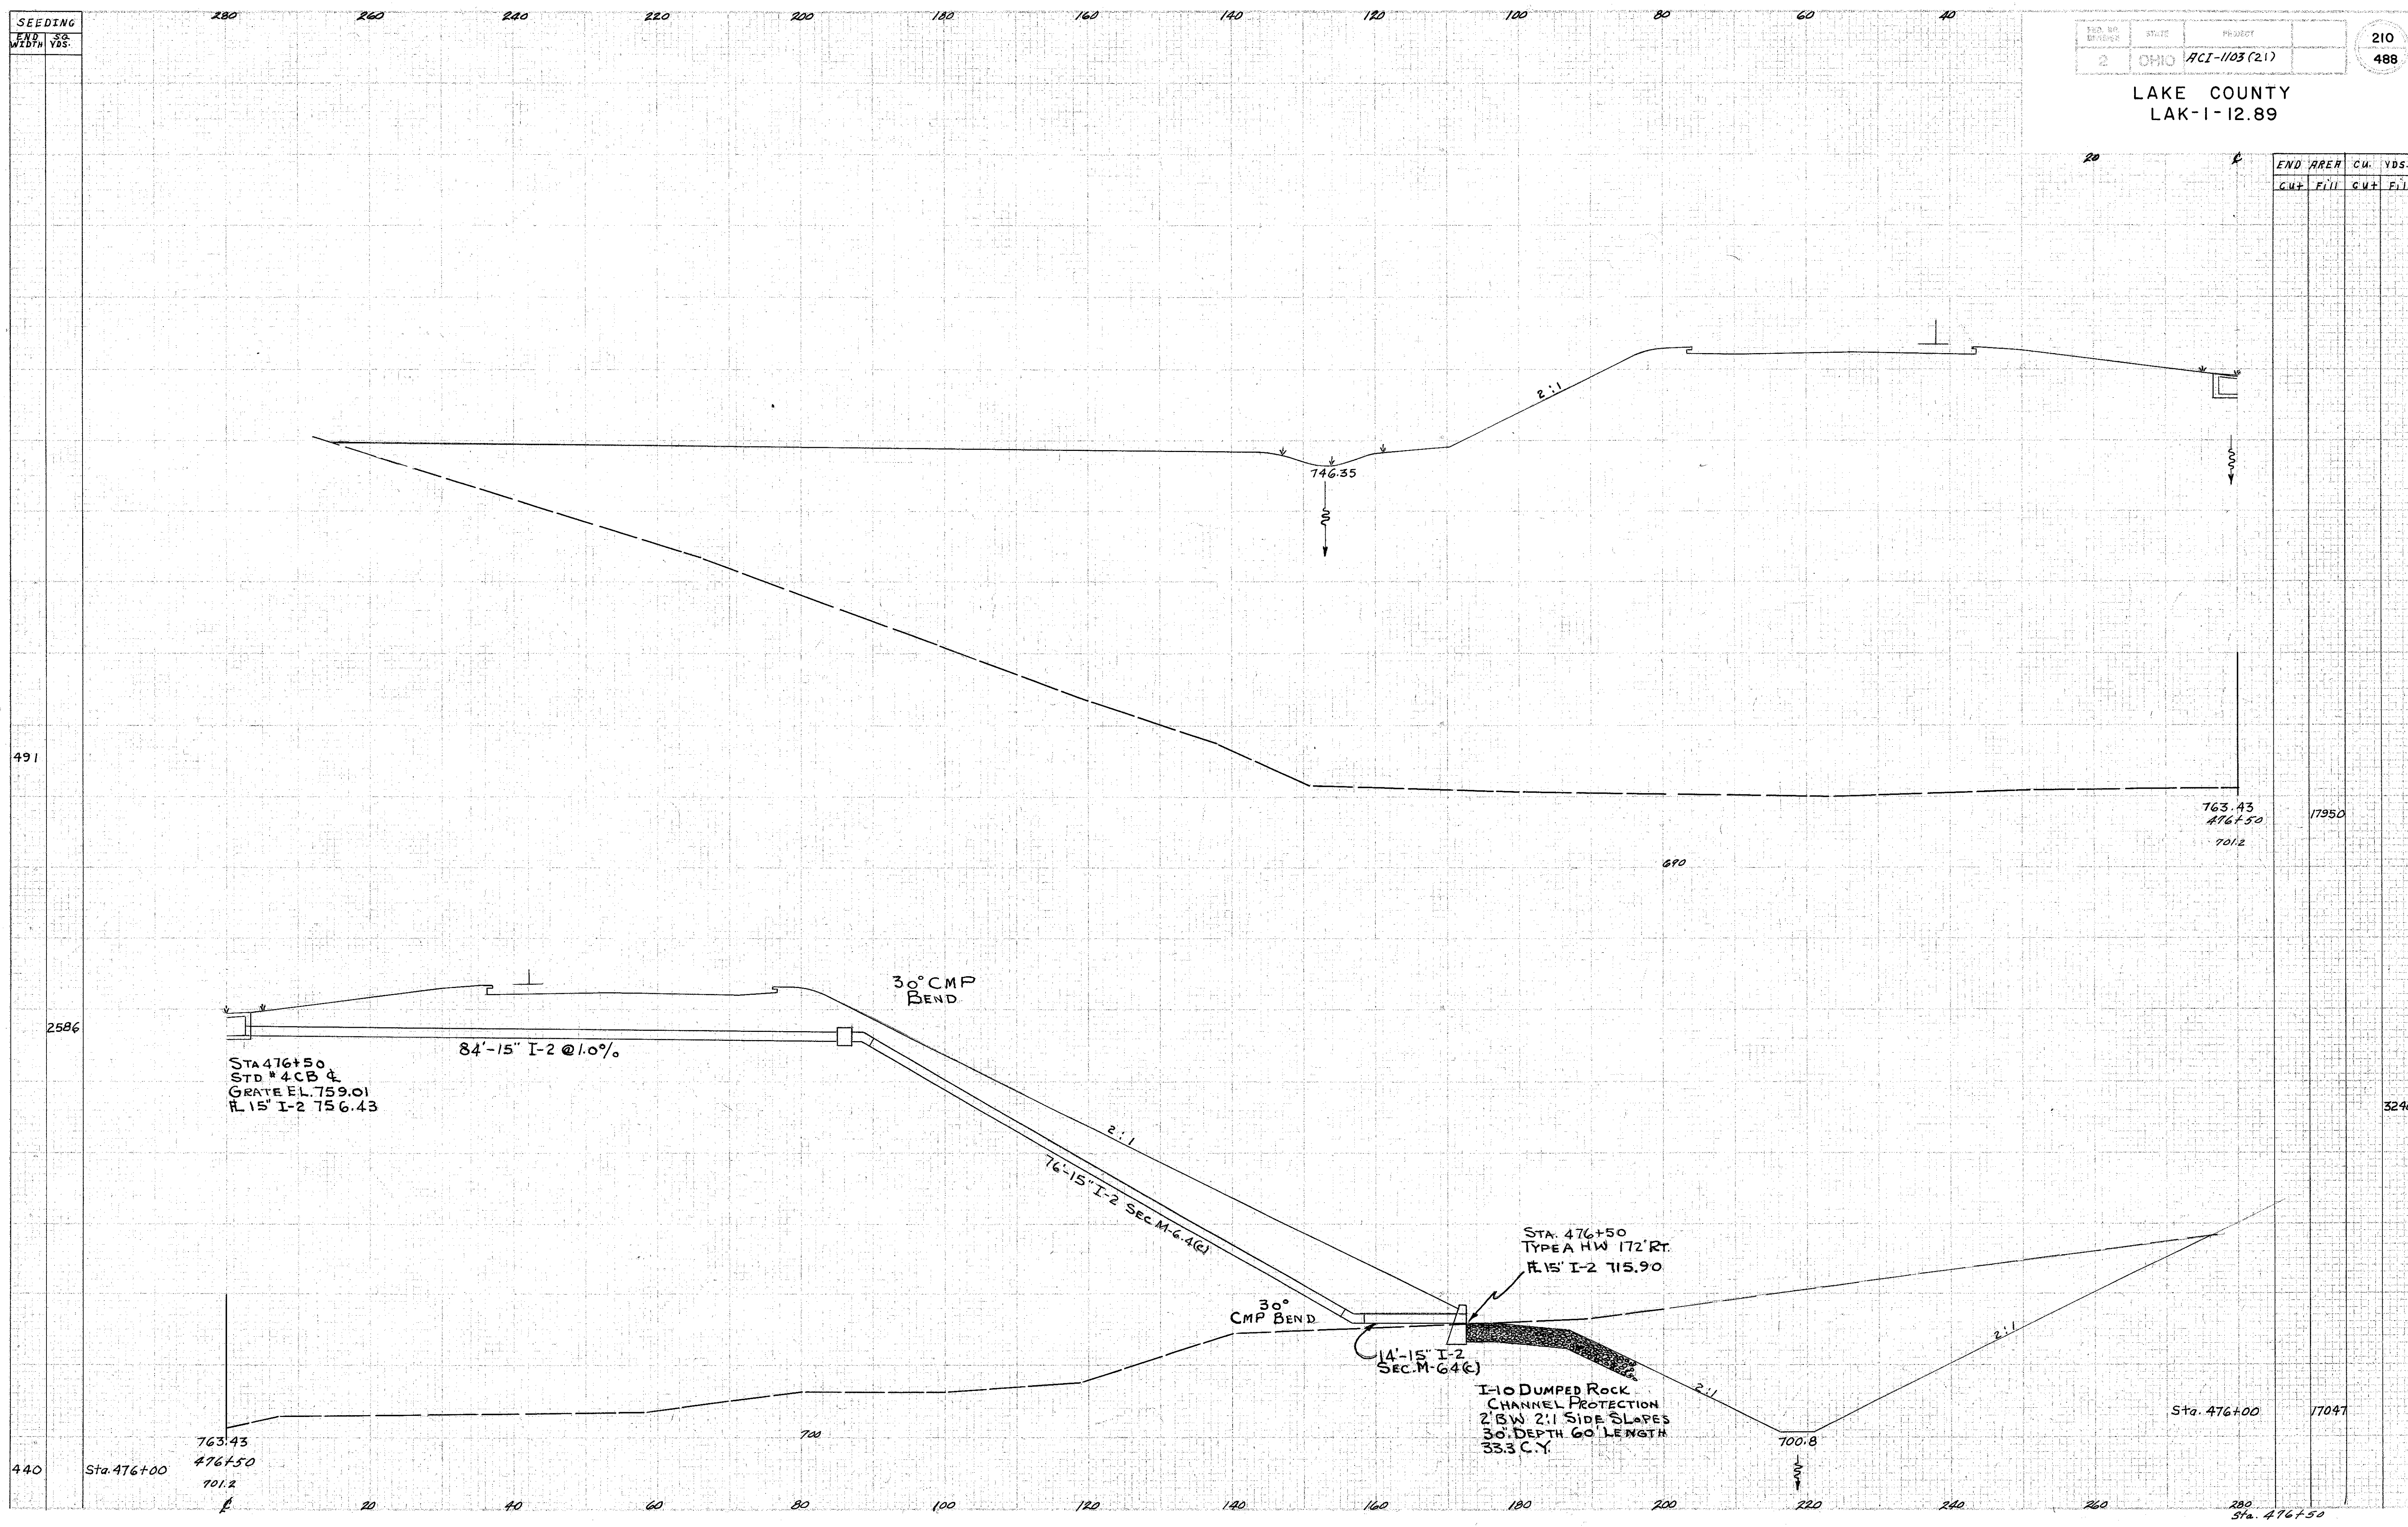 SEEDING
END WIDTH SQ YDS.
280 260 240 220 200 180 160 140 120 100 80 60 40
FED. RD. DIVISION STATE PROJECT
2 OHIO ACI-1103(21)
210
488
LAKE COUNTY
LAK-1-12.89
20 ℄
END AREA CU. YDS.
Cut Fill Cut Fill
2:1
746.35
491
763.43
476+50
701.2
17950
690
30° CMP
BEND
2586
84'-15" I-2 @1.0%
STA 476+50
STD #4CB ℄
GRATE EL. 759.01
FL 15" I-2 756.43
324
2:1
76'-15" I-2 SEC. M-6.4(c)
STA. 476+50
TYPE A HW 172' RT.
FL 15" I-2 715.90
30°
CMP BEND
14'-15" I-2
SEC. M-6.4(c)
2:1
2:1
I-10 DUMPED ROCK
CHANNEL PROTECTION
2' BW 2:1 SIDE SLOPES
30" DEPTH 60' LENGTH
33.3 C.Y.
Sta. 476+00 17047
763.43
476+50
701.2
700
700.8
440 Sta. 476+00
℄ 20 40 60 80 100 120 140 160 180 200 220 240 260 280
Sta. 476+50